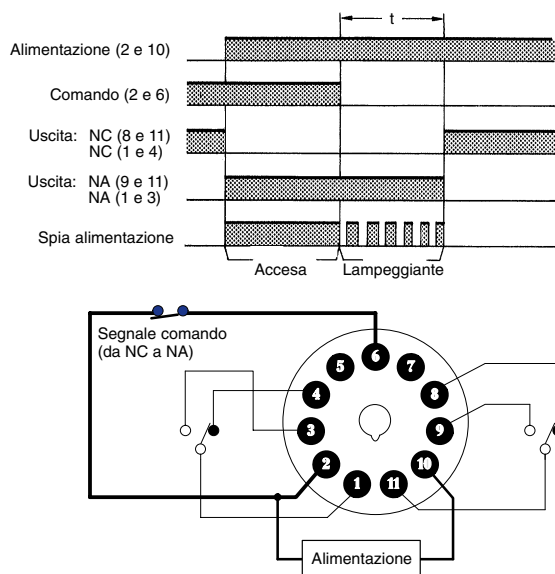 t
Alimentazione (2 e 10)
Comando (2 e 6)
Uscita: NC (8 e 11)
NC (1 e 4)
Uscita: NA (9 e 11)
NA (1 e 3)
Spia alimentazione
Accesa
Lampeggiante
Segnale comando
(da NC a NA)
6
5
7
4
8
3
9
2
10
1
11
Alimentazione